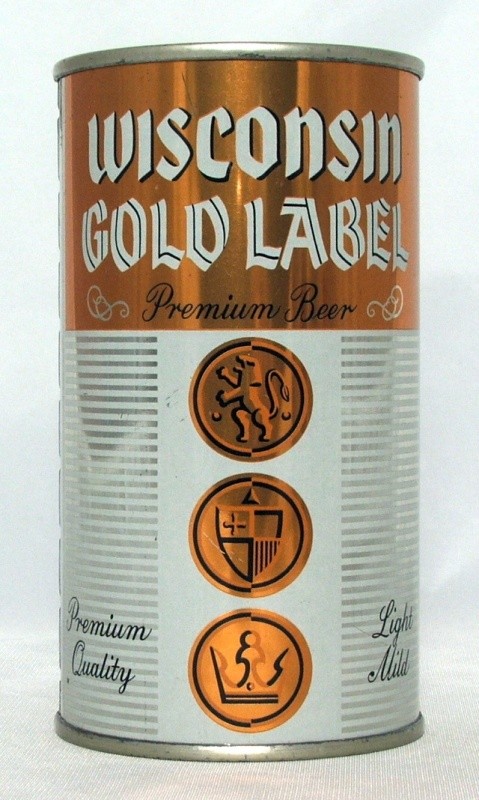 WISCONSIN
GOLD LABEL
Premium Beer
Premium
Quality
Light
Mild